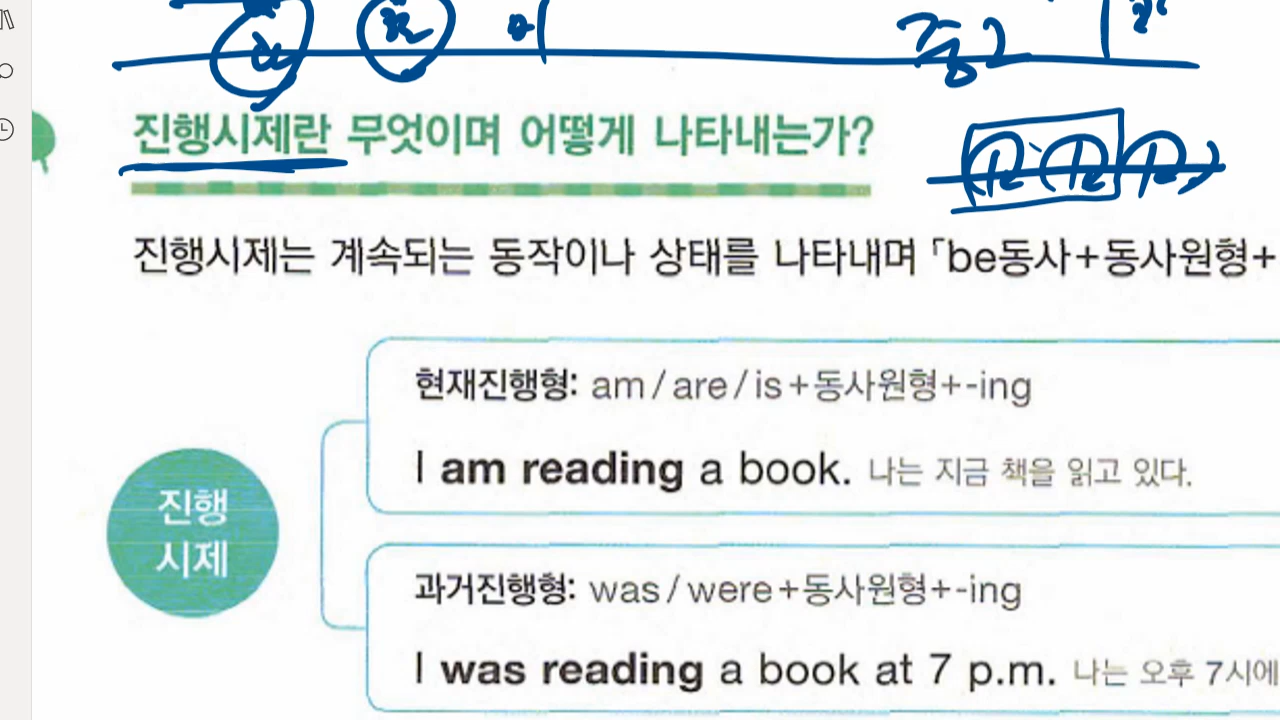 중2
진행시제란 무엇이며 어떻게 나타내는가?
진행시제는 계속되는 동작이나 상태를 나타내며 「be동사+동사원형+
현재진행형: am / are / is +동사원형+-ing
I am reading a book. 나는 지금 책을 읽고 있다.
진행
시제
과거진행형: was / were +동사원형+-ing
I was reading a book at 7 p.m. 나는 오후 7시에